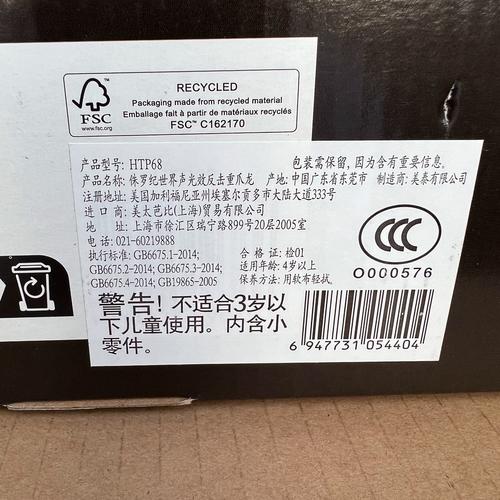 RECYCLED
Packaging made from recycled material
Emballage fait à partir de matériaux recyclés
FSC™ C162170
FSC
www.fsc.org
产品型号: HTP68 包装需保留, 因为含有重要信息.
产品名称: 侏罗纪世界声光效反击重爪龙 产地: 中国广东省东莞市 制造商: 美泰有限公司
注册地址: 美国加利福尼亚州埃塞尔贡多市大陆大道333号
进 口 商: 美太芭比(上海)贸易有限公司
地 址: 上海市徐汇区瑞宁路899号20层2005室
电 话: 021-60219888
执行标准: GB6675.1-2014; 合 格 证: 检01
GB6675.2-2014; GB6675.3-2014; 适用年龄: 4岁以上
GB6675.4-2014; GB19865-2005 保养方法: 用软布轻拭.
CCC
O000576
警告! 不适合3岁以
下儿童使用。内含小
零件。
6 947731 054404